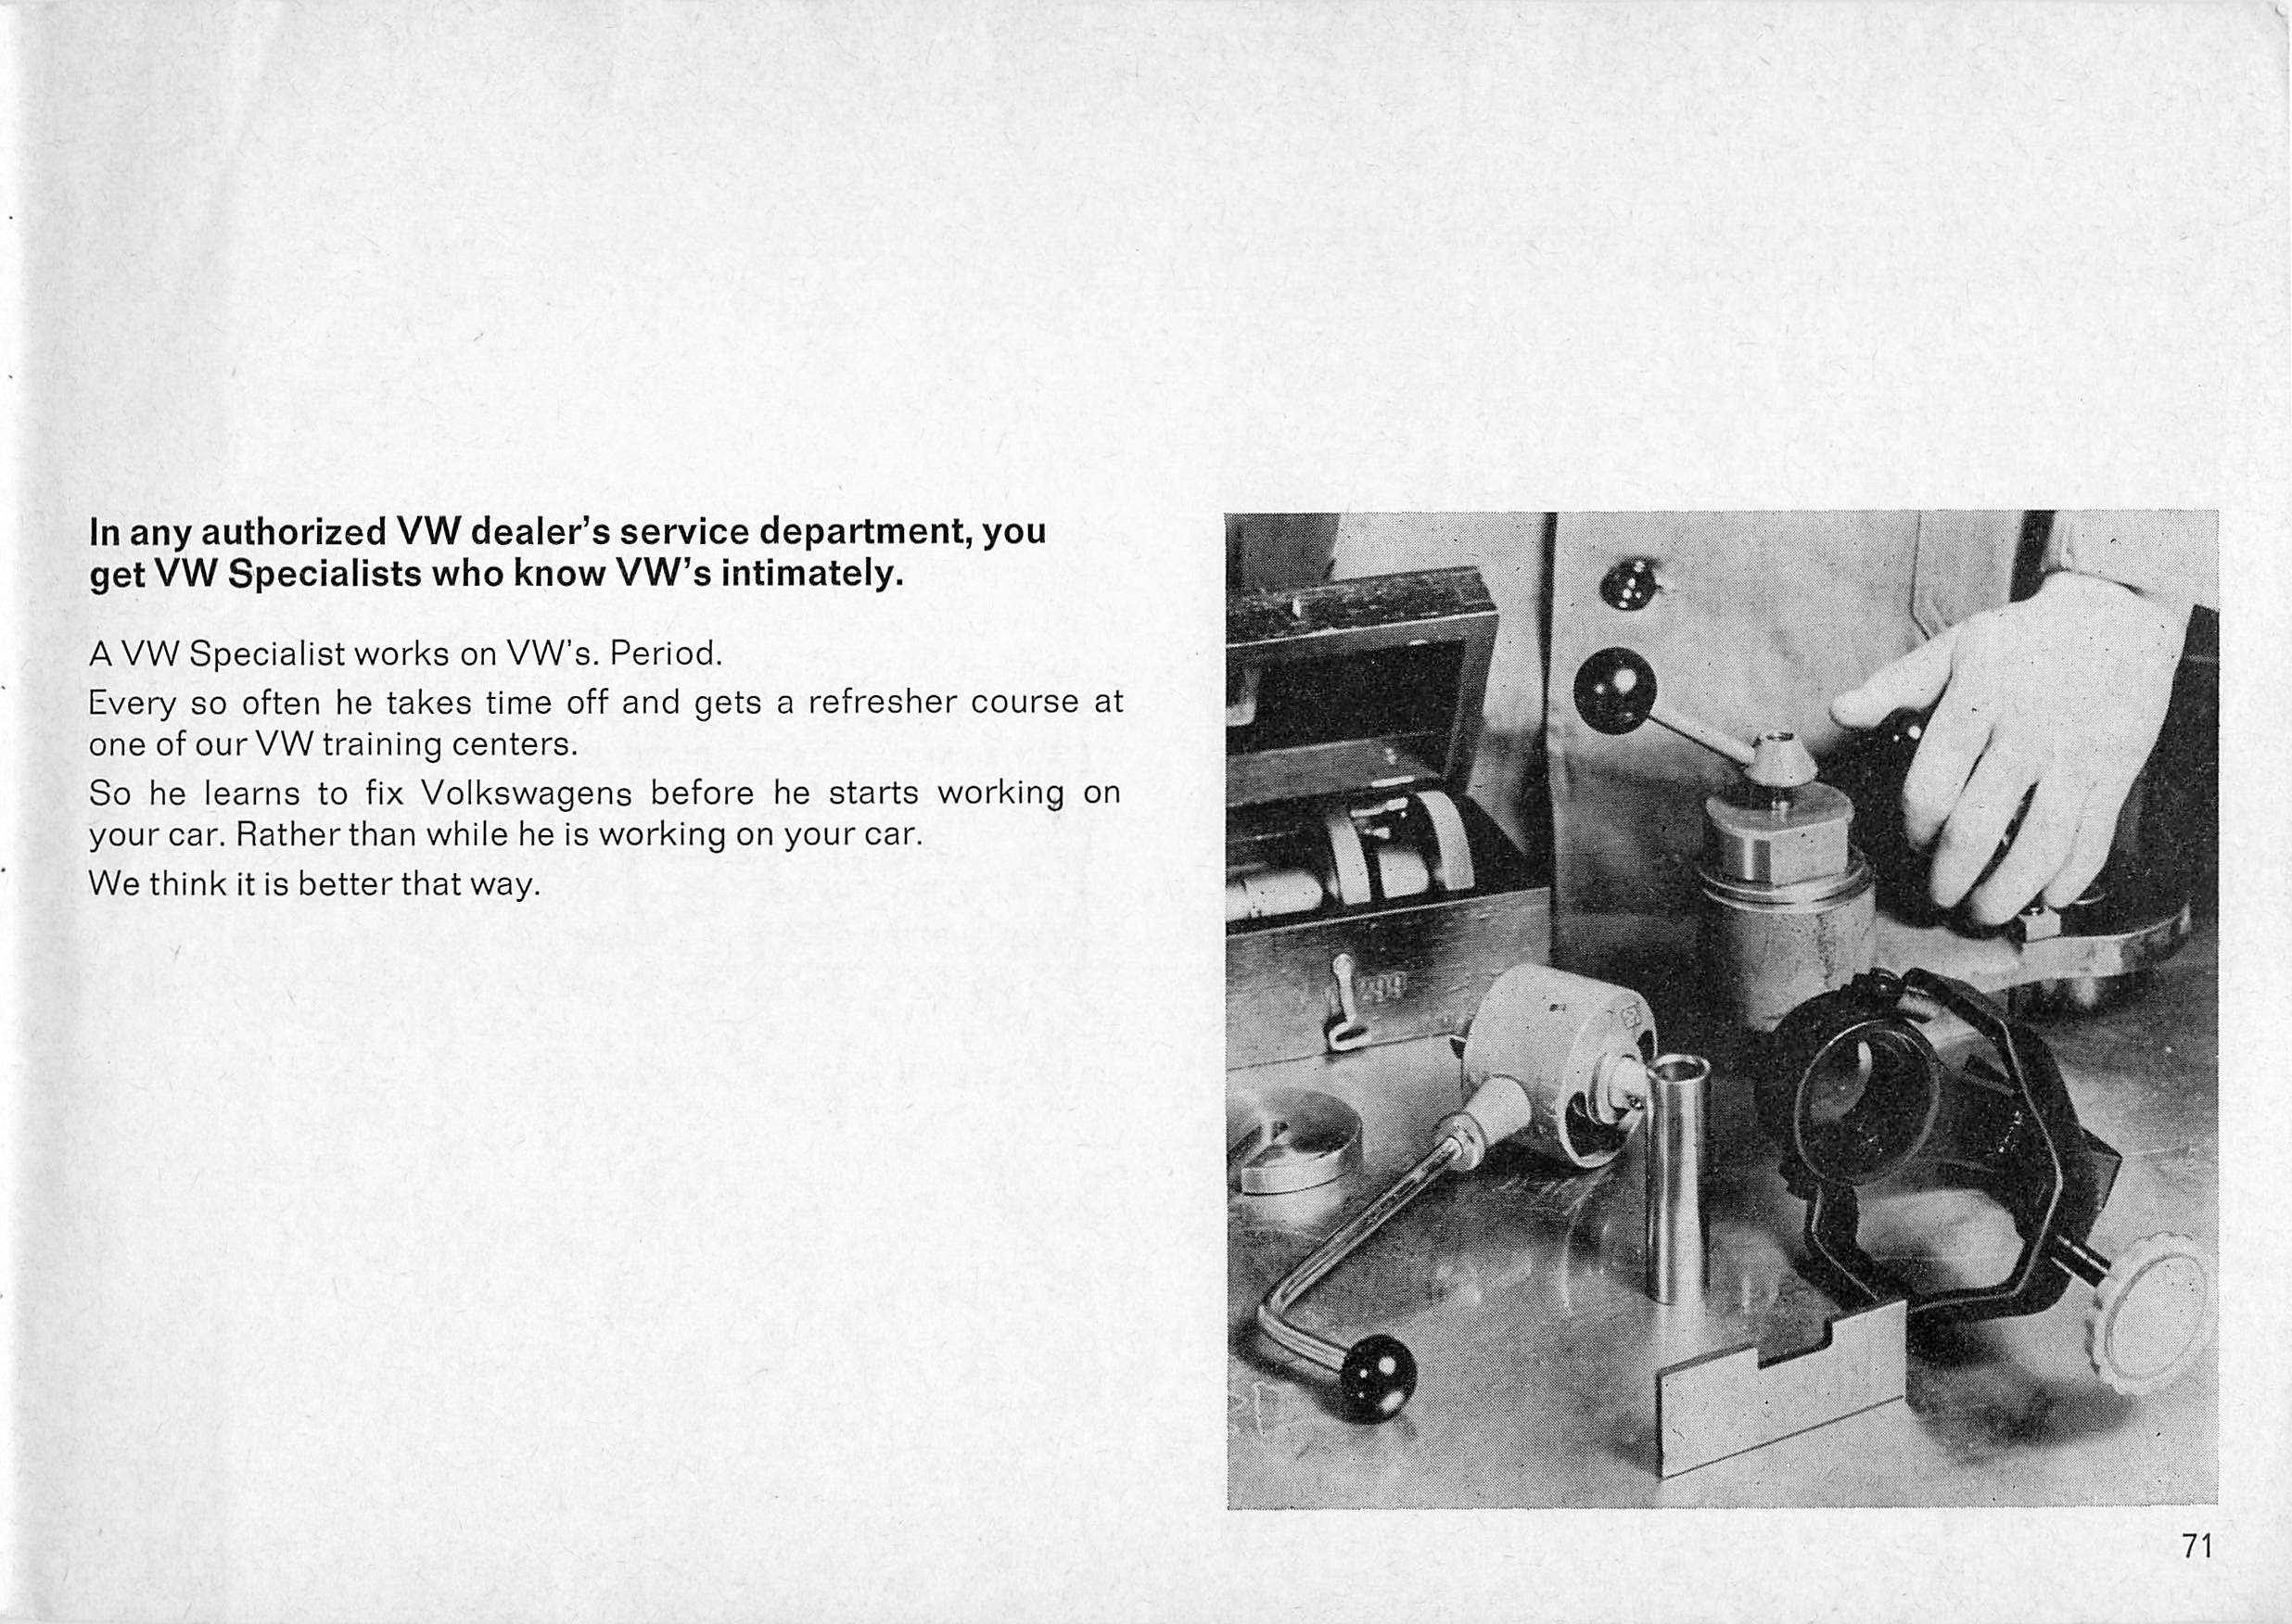 In any authorized VW dealer's service department, you
get VW Specialists who know VW's intimately.
A VW Specialist works on VW's. Period.
Every so often he takes time off and gets a refresher course at
one of our VW training centers.
So he learns to fix Volkswagens before he starts working on
your car. Rather than while he is working on your car.
We think it is better that way.
71